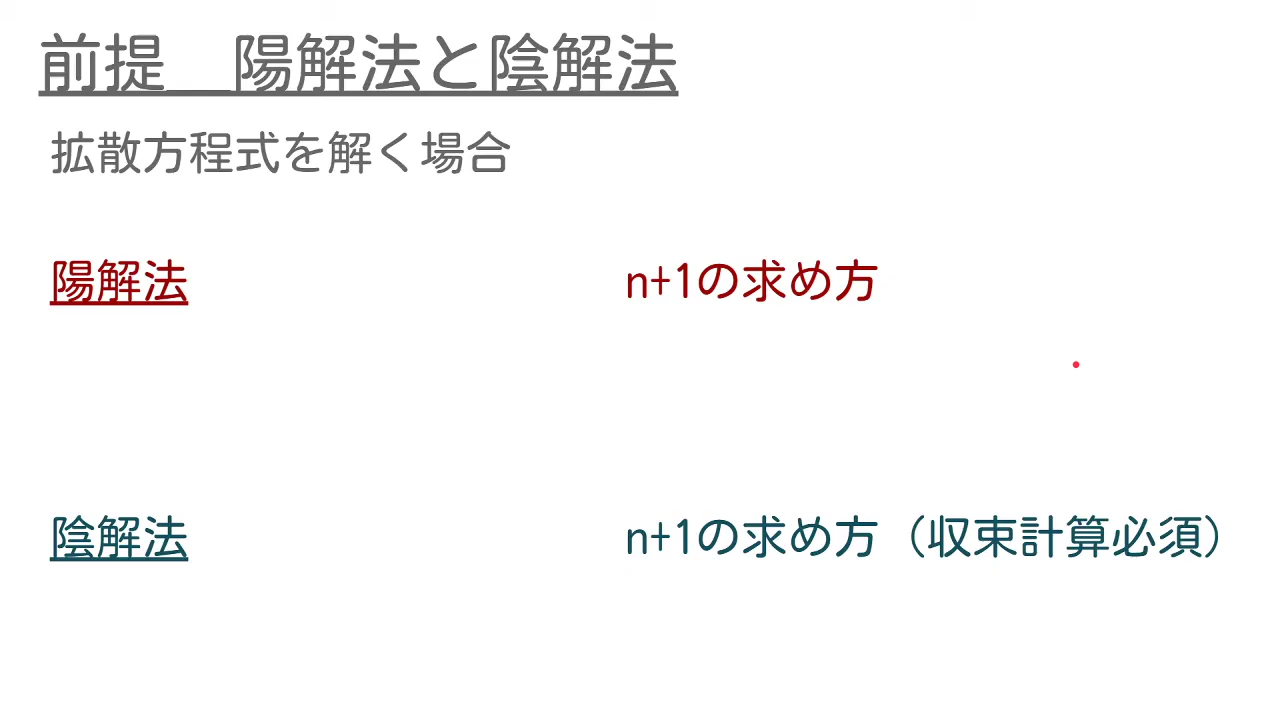 前提　陽解法と陰解法
拡散方程式を解く場合
陽解法
n+1の求め方
陰解法
n+1の求め方（収束計算必須）